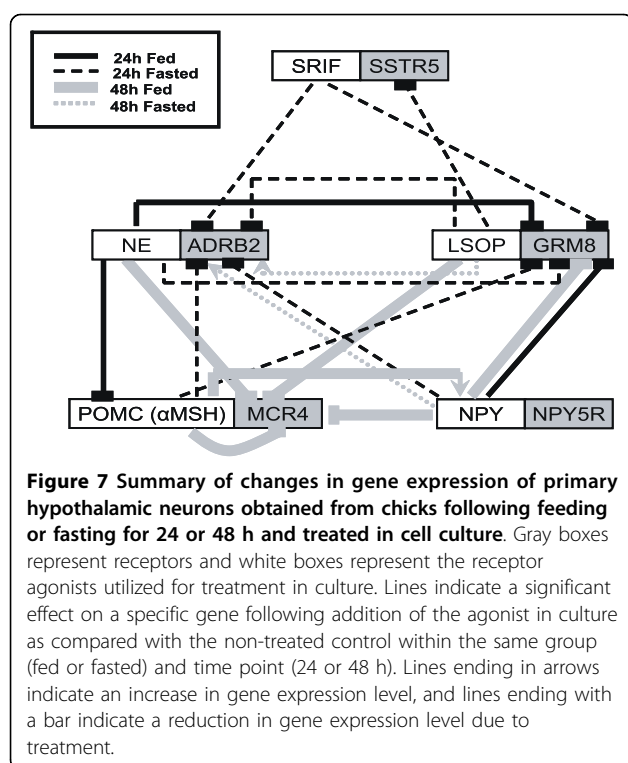 24h Fed
24h Fasted
48h Fed
48h Fasted
SRIF SSTR5
NE ADRB2 LSOP GRM8
POMC (αMSH) MCR4 NPY NPY5R
Figure 7 Summary of changes in gene expression of primary
hypothalamic neurons obtained from chicks following feeding
or fasting for 24 or 48 h and treated in cell culture. Gray boxes
represent receptors and white boxes represent the receptor
agonists utilized for treatment in culture. Lines indicate a significant
effect on a specific gene following addition of the agonist in culture
as compared with the non-treated control within the same group
(fed or fasted) and time point (24 or 48 h). Lines ending in arrows
indicate an increase in gene expression level, and lines ending with
a bar indicate a reduction in gene expression level due to
treatment.